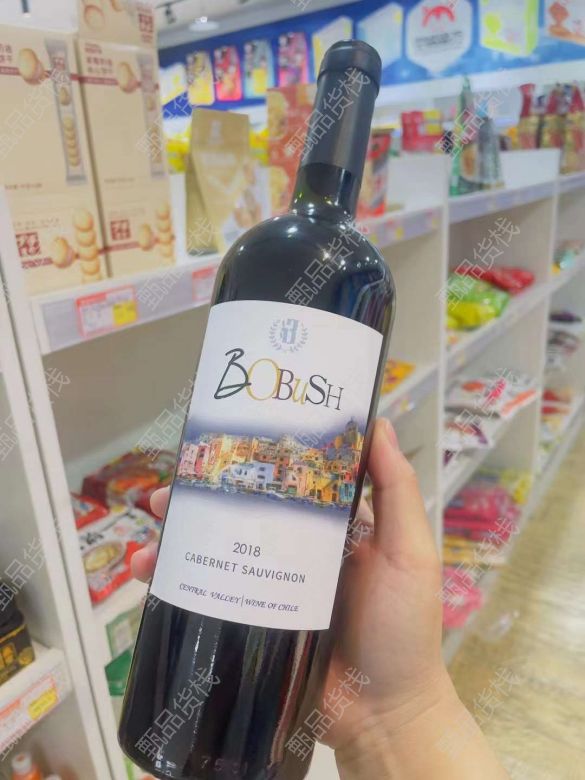 BOBuSH
2018
CABERNET SAUVIGNON
CENTRAL VALLEY | WINE OF CHILE
甄品货栈